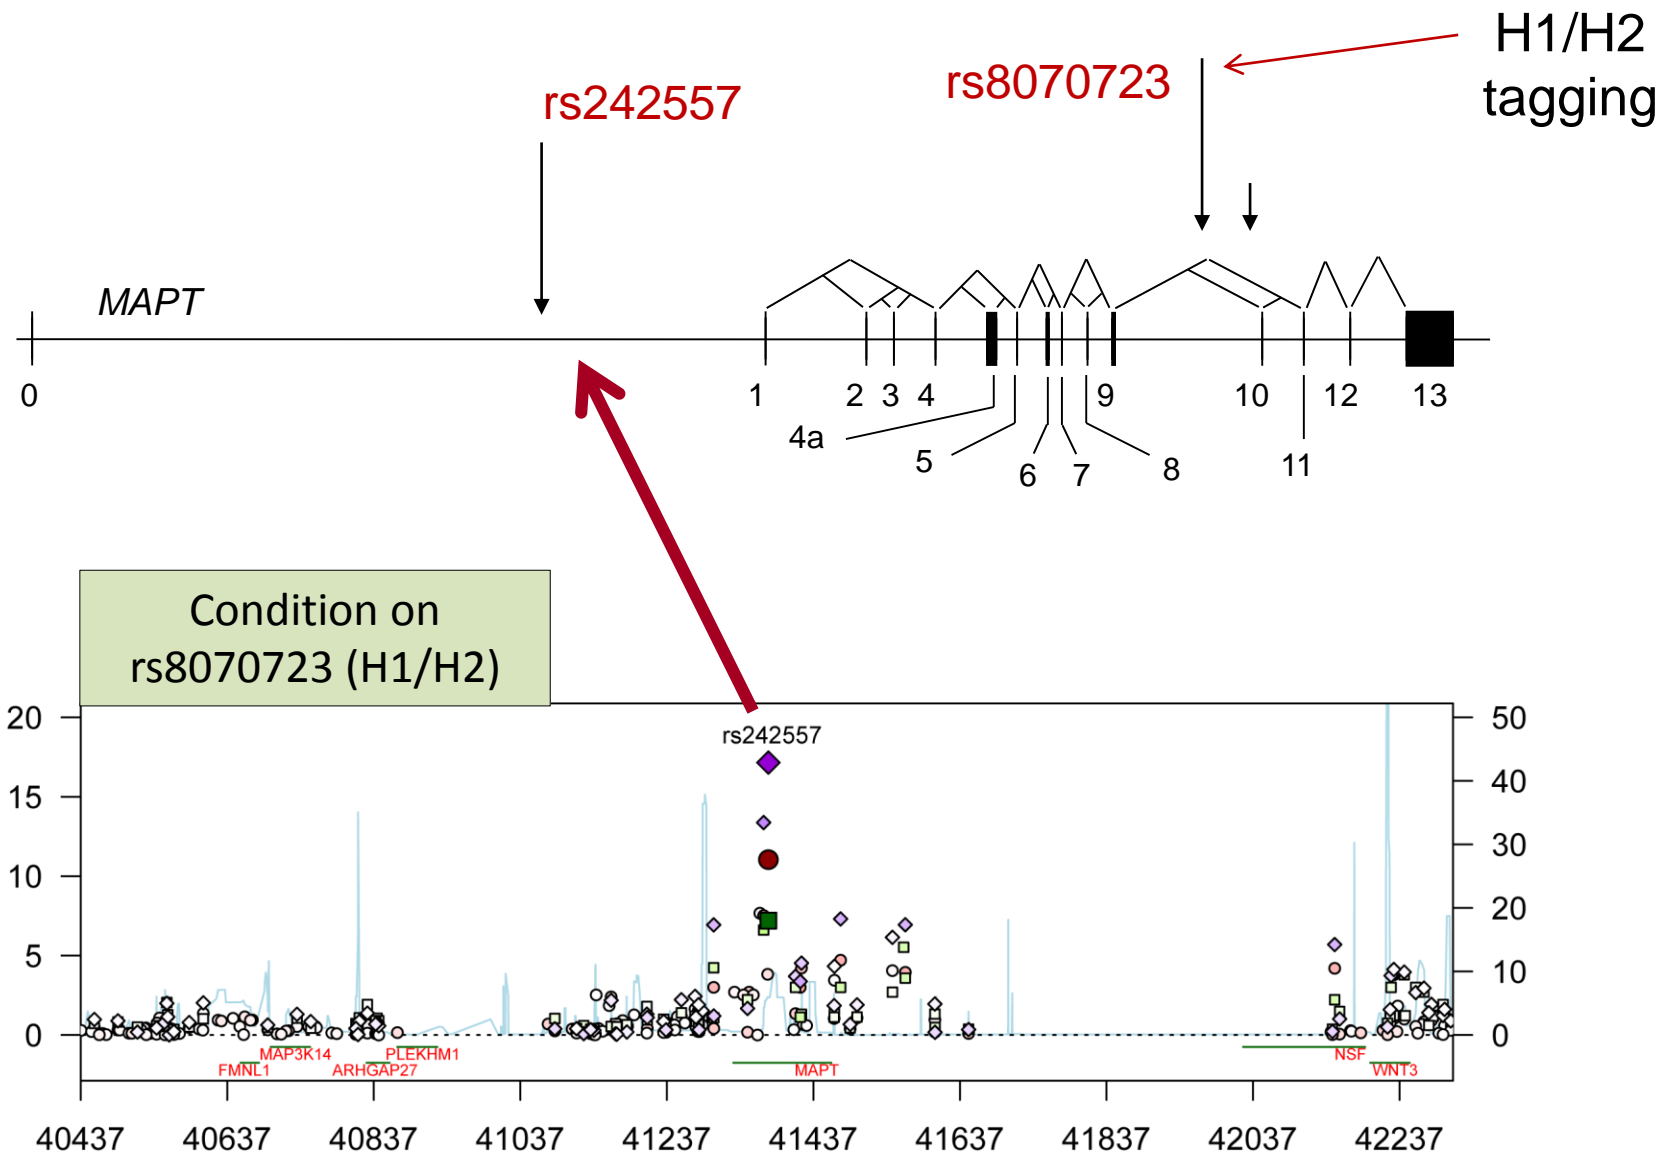 H1/H2
tagging
rs8070723
rs242557
MAPT
0 1 2 3 4 9 10 12 13
4a 5 6 7 8 11
Condition on
rs8070723 (H1/H2)
rs242557
20 50
15 40
10 30
5 20
0 10
0
MAP3K14 PLEKHM1 NSF
FMNL1 ARHGAP27 MAPT WNT3
40437 40637 40837 41037 41237 41437 41637 41837 42037 42237